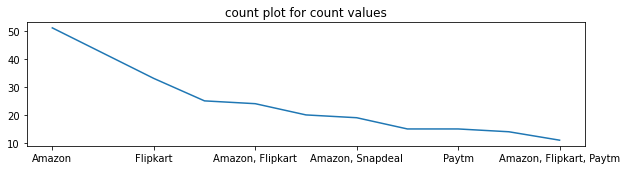 count plot for count values
50
40
30
20
10
Amazon
Flipkart
Amazon, Flipkart
Amazon, Snapdeal
Paytm
Amazon, Flipkart, Paytm